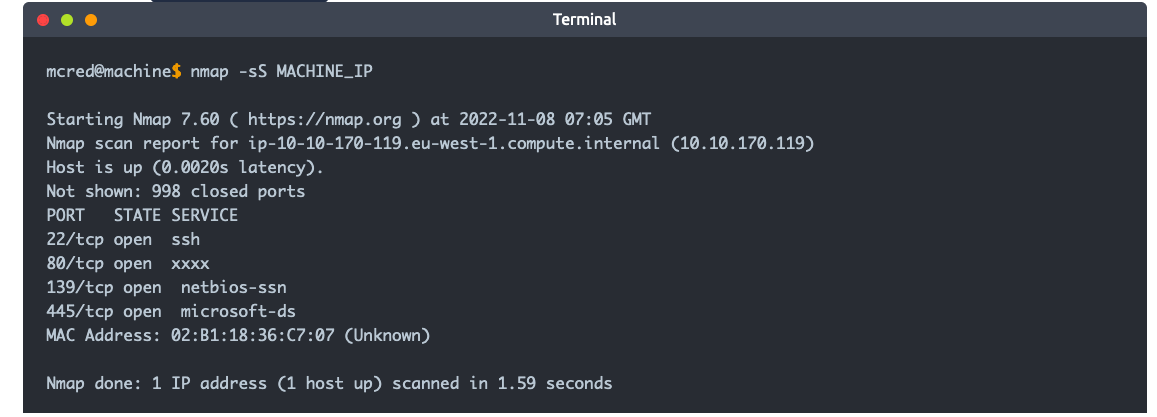 Terminal
mcred@machine$ nmap -sS MACHINE_IP
Starting Nmap 7.60 ( https://nmap.org ) at 2022-11-08 07:05 GMT
Nmap scan report for ip-10-10-170-119.eu-west-1.compute.internal (10.10.170.119)
Host is up (0.0020s latency).
Not shown: 998 closed ports
PORT   STATE SERVICE
22/tcp open  ssh
80/tcp open  xxxx
139/tcp open  netbios-ssn
445/tcp open  microsoft-ds
MAC Address: 02:B1:18:36:C7:07 (Unknown)
Nmap done: 1 IP address (1 host up) scanned in 1.59 seconds